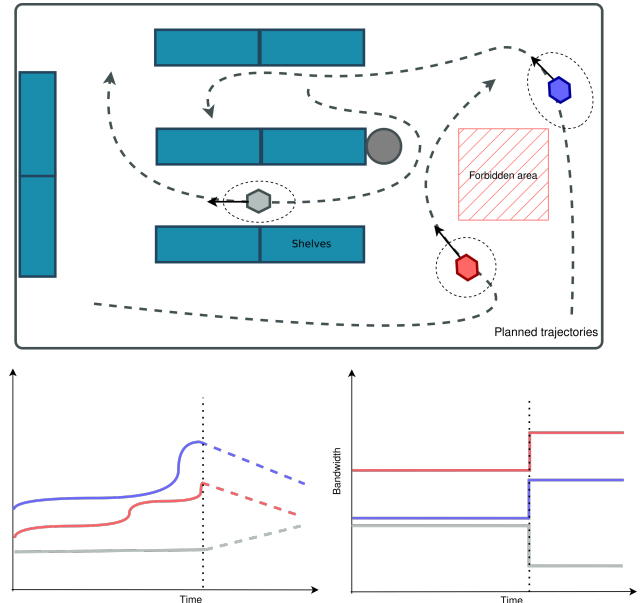 Forbidden area
Shelves
Planned trajectories
Bandwidth
Time
Time